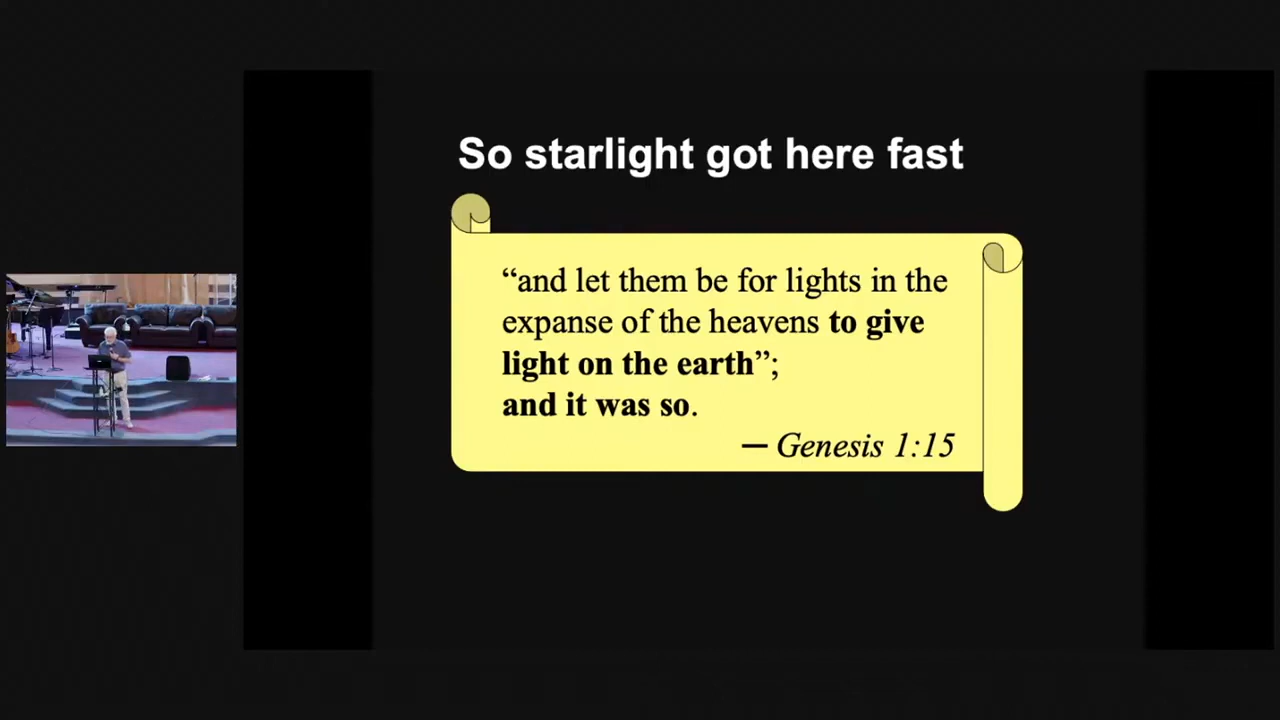 So starlight got here fast
“and let them be for lights in the
expanse of the heavens to give
light on the earth”;
and it was so.
— Genesis 1:15